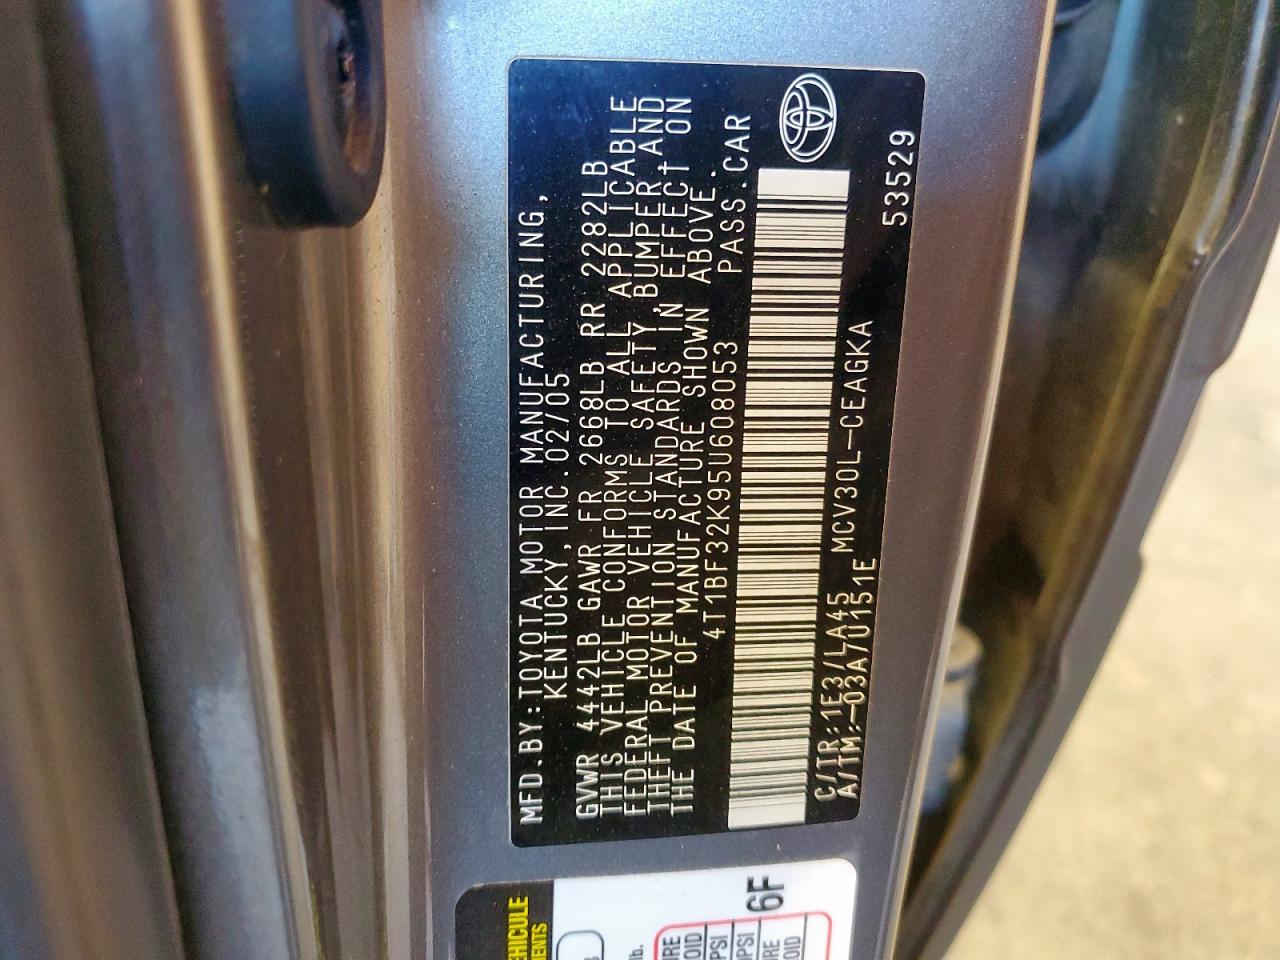 MFD.BY:TOYOTA MOTOR MANUFACTURING,
KENTUCKY,INC.02/05
GVWR 4442LB GAWR FR 2668LB RR 2282LB
THIS VEHICLE CONFORMS TO ALL APPLICABLE
FEDERAL MOTOR VEHICLE SAFETY,BUMPER,AND
THEFT PREVENTION STANDARDS IN EFFECT ON
THE DATE OF MANUFACTURE SHOWN ABOVE.
4T1BF32K95U608053 PASS.CAR
C/TR:1E3/LA45 MCV30L-CEAGKA
A/TM:-03A/U151E
53529
6F